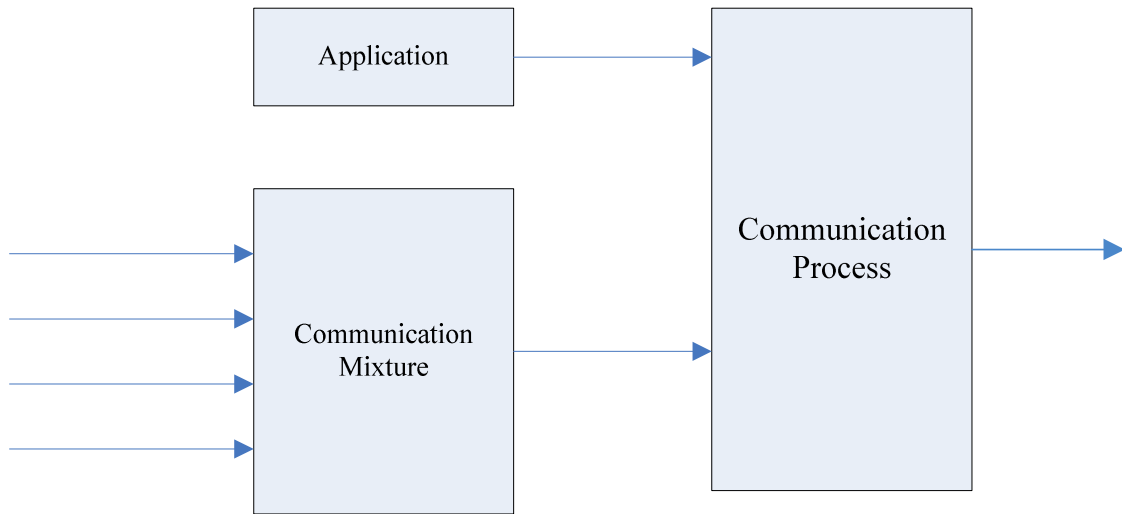 Application
Communication
Process
Communication
Mixture